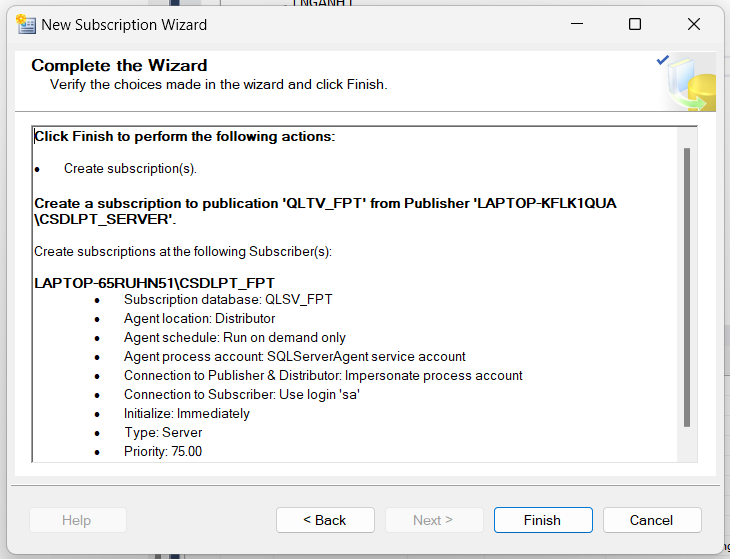 NGÀNH1
New Subscription Wizard
Complete the Wizard
Verify the choices made in the wizard and click Finish.
Click Finish to perform the following actions:
• Create subscription(s).
Create a subscription to publication 'QLTV_FPT' from Publisher 'LAPTOP-KFLK1QUA
\CSDLPT_SERVER'.
Create subscriptions at the following Subscriber(s):
LAPTOP-65RUHN51\CSDLPT_FPT
• Subscription database: QLSV_FPT
• Agent location: Distributor
• Agent schedule: Run on demand only
• Agent process account: SQLServerAgent service account
• Connection to Publisher & Distributor: Impersonate process account
• Connection to Subscriber: Use login 'sa'
• Initialize: Immediately
• Type: Server
• Priority: 75.00
Help
< Back
Next >
Finish
Cancel